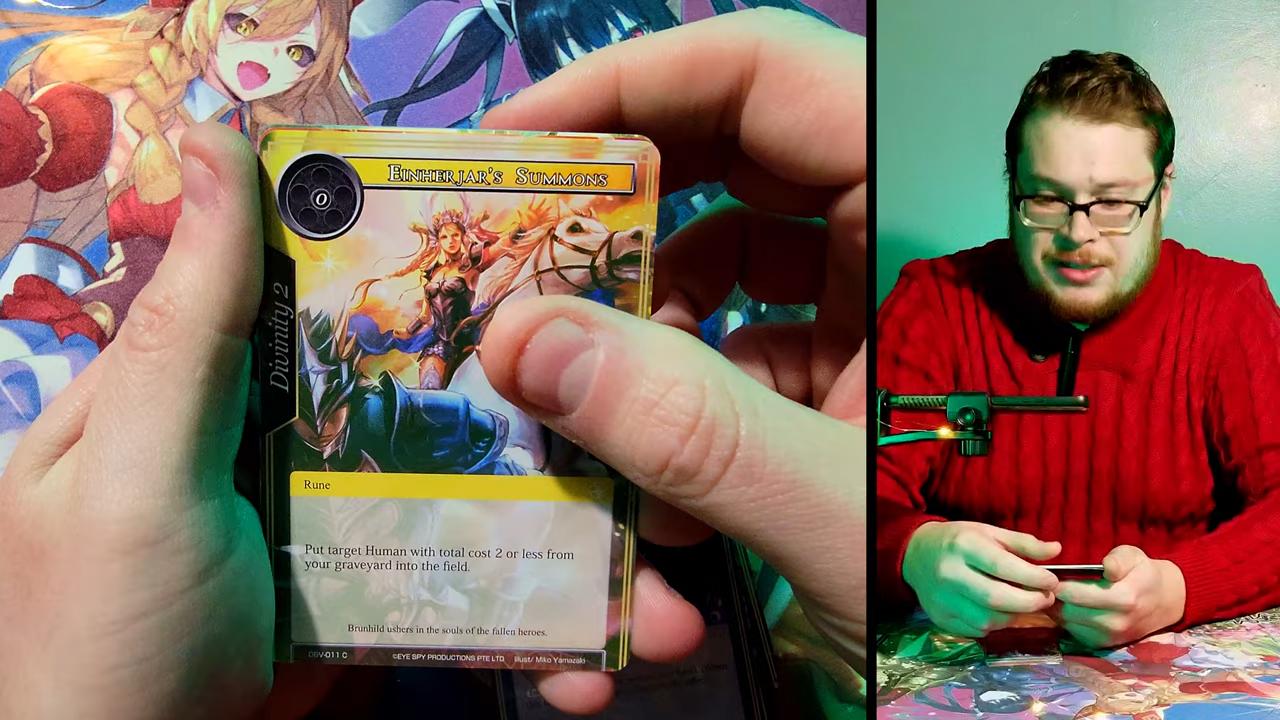 Einherjar's Summons
0
Divinity 2
Rune
Put target Human with total cost 2 or less from
your graveyard into the field.
Brunhild ushers in the souls of the fallen heroes.
DBV-011 C ©EYE SPY PRODUCTIONS PTE LTD Illust/ Miko Yamazaki